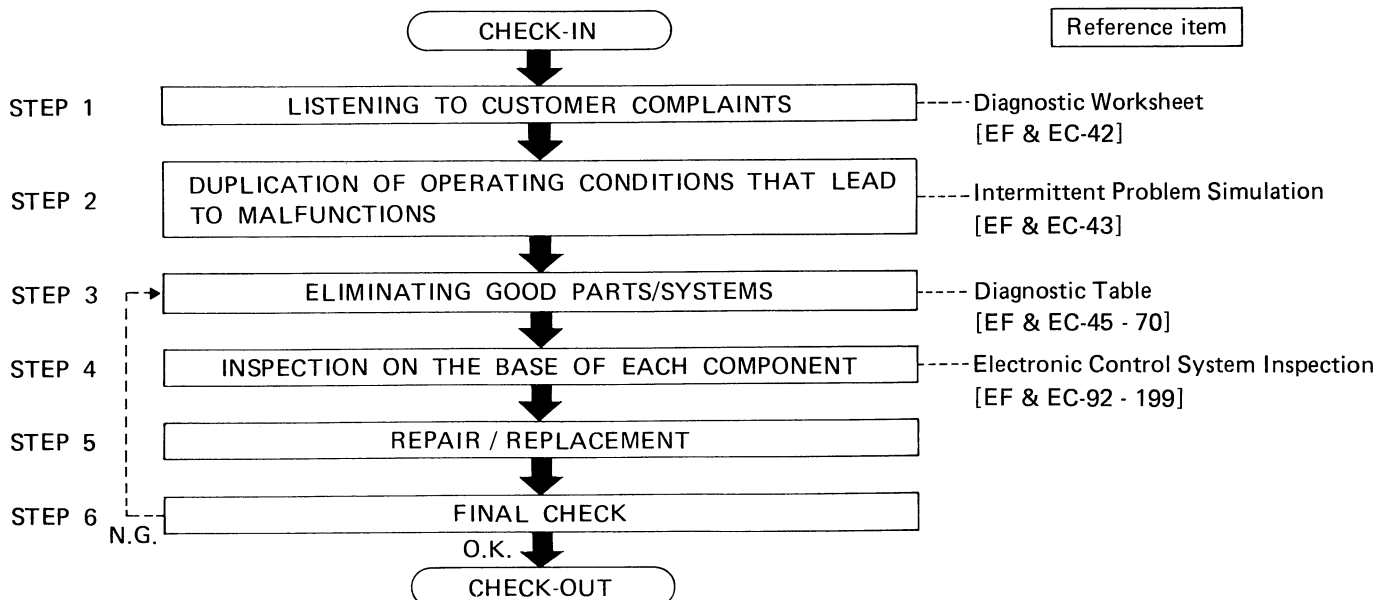 CHECK-IN
Reference item
STEP 1
LISTENING TO CUSTOMER COMPLAINTS
Diagnostic Worksheet
[EF & EC-42]
STEP 2
DUPLICATION OF OPERATING CONDITIONS THAT LEAD
TO MALFUNCTIONS
Intermittent Problem Simulation
[EF & EC-43]
STEP 3
ELIMINATING GOOD PARTS/SYSTEMS
Diagnostic Table
[EF & EC-45 - 70]
STEP 4
INSPECTION ON THE BASE OF EACH COMPONENT
Electronic Control System Inspection
[EF & EC-92 - 199]
STEP 5
REPAIR / REPLACEMENT
STEP 6
FINAL CHECK
N.G.
O.K.
CHECK-OUT